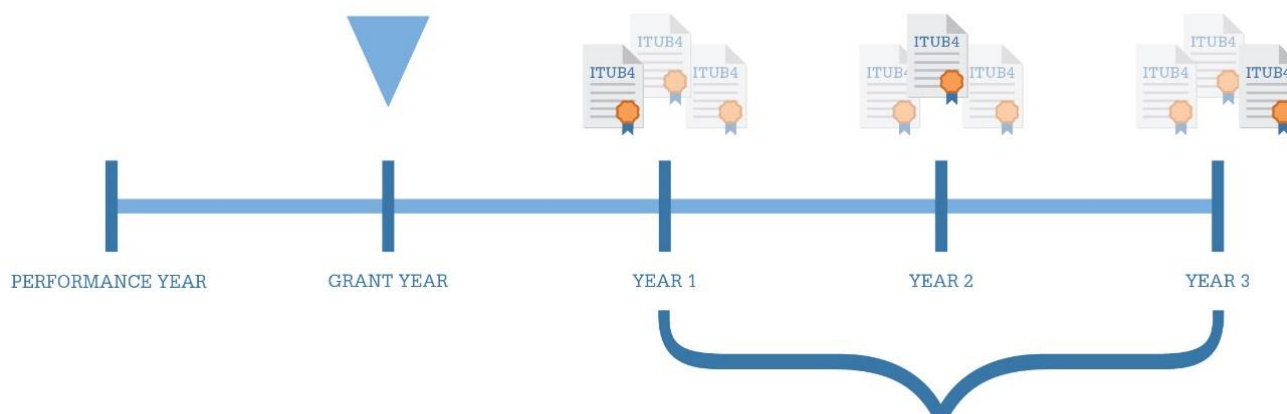 ITUB4
ITUB4
ITUB4
ITUB4
ITUB4
ITUB4
ITUB4
ITUB4
ITUB4
PERFORMANCE YEAR
GRANT YEAR
YEAR 1
YEAR 2
YEAR 3